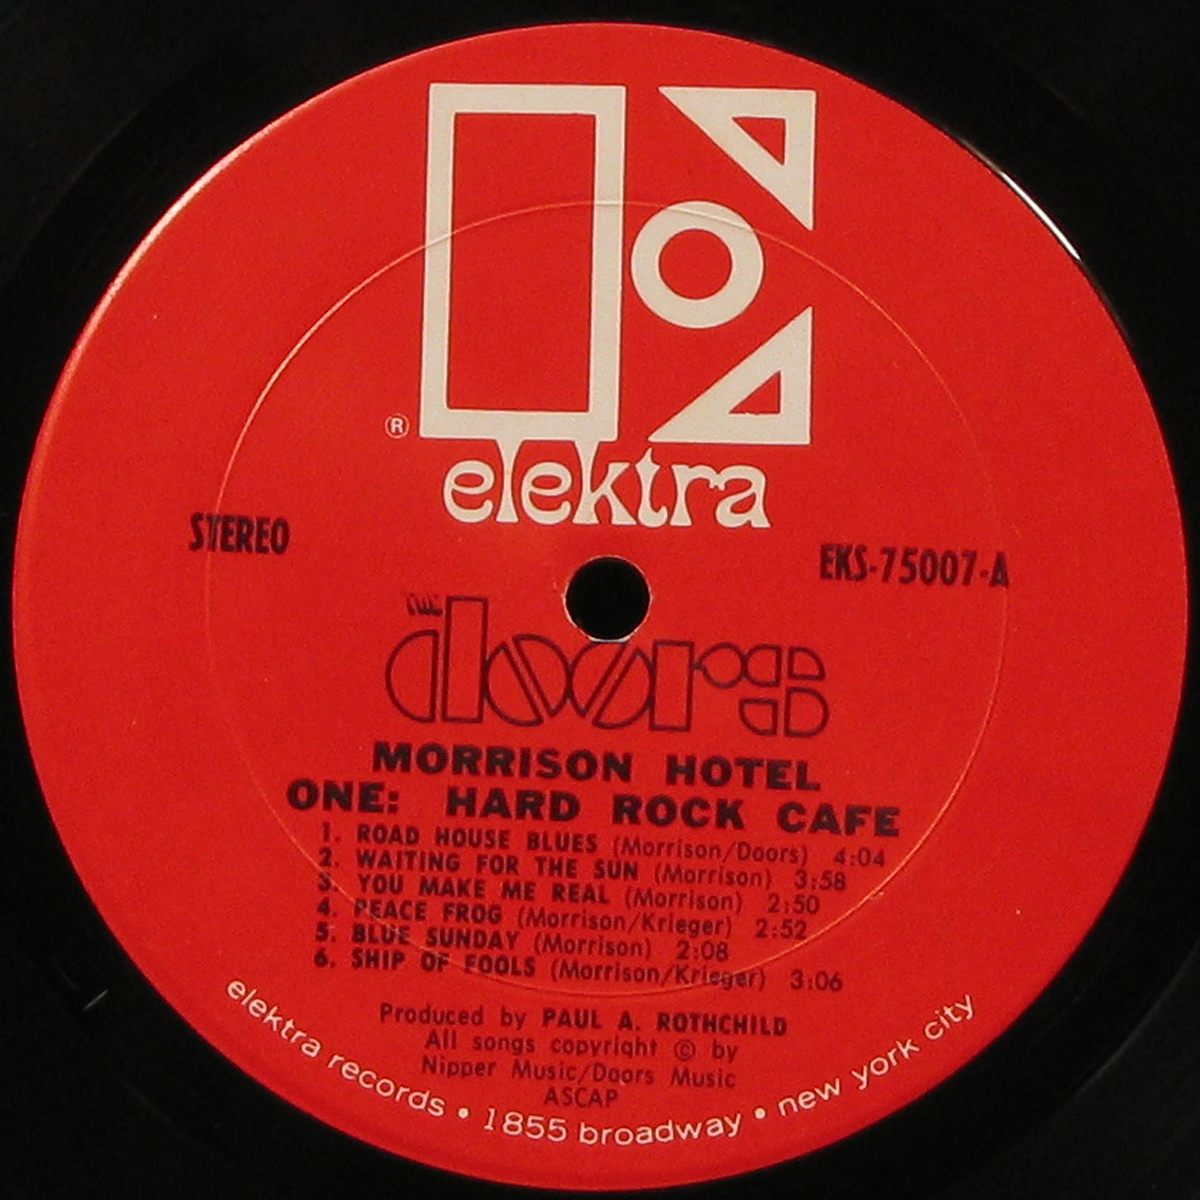 ®
elektra
STEREO
EKS-75007-A
THE
doors
MORRISON HOTEL
ONE: HARD ROCK CAFE
1. ROAD HOUSE BLUES (Morrison/Doors) 4:04
2. WAITING FOR THE SUN (Morrison) 3:58
3. YOU MAKE ME REAL (Morrison) 2:50
4. PEACE FROG (Morrison/Krieger) 2:52
5. BLUE SUNDAY (Morrison) 2:08
6. SHIP OF FOOLS (Morrison/Krieger) 3:06
Produced by PAUL A. ROTHCHILD
All songs copyright © by
Nipper Music/Doors Music
ASCAP
elektra records • 1855 broadway • new york city